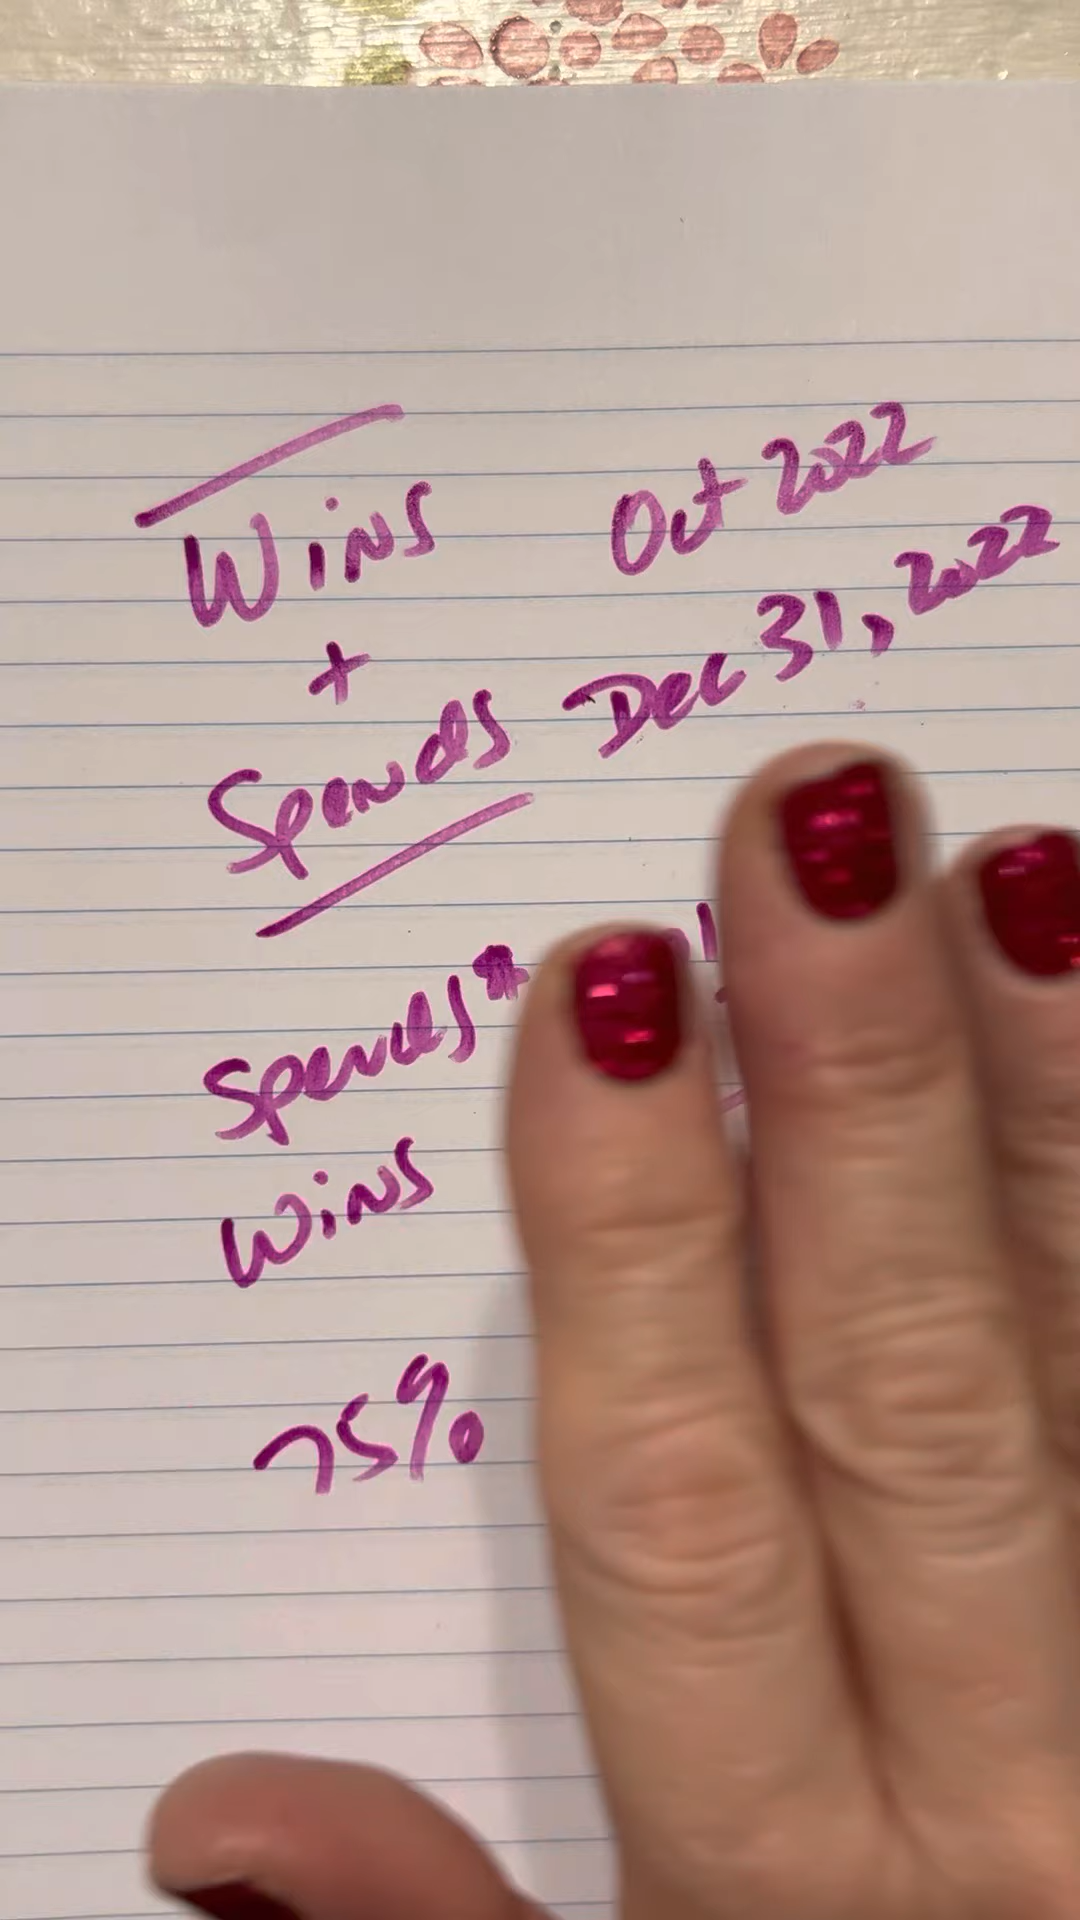 Wins Oct 2022
+
Spends Dec 31, 2022
Spends*
Wins
75%